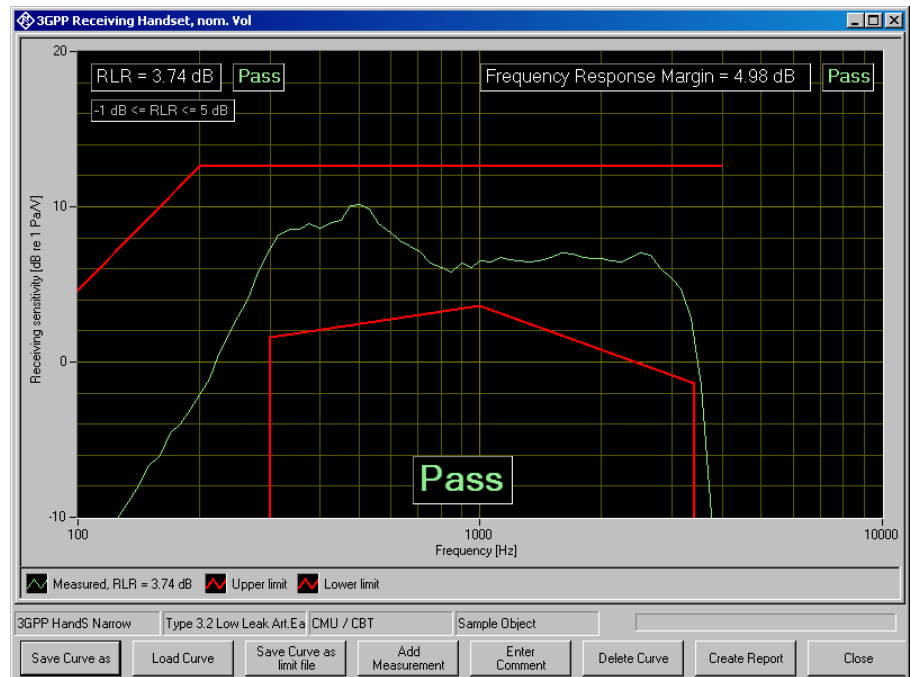 3GPP Receiving Handset, nom. Vol
20
RLR = 3.74 dB Pass Frequency Response Margin = 4.98 dB Pass
-1 dB <= RLR <= 5 dB
10
Receiving sensitivity [dB re 1 Pa/V]
0
Pass
-10
100 1000 10000
Frequency [Hz]
Measured, RLR = 3.74 dB Upper limit Lower limit
3GPP HandS Narrow Type 3.2 Low Leak Art.Ea CMU / CBT Sample Object
Save Curve as Load Curve Save Curve as limit file Add Measurement Enter Comment Delete Curve Create Report Close